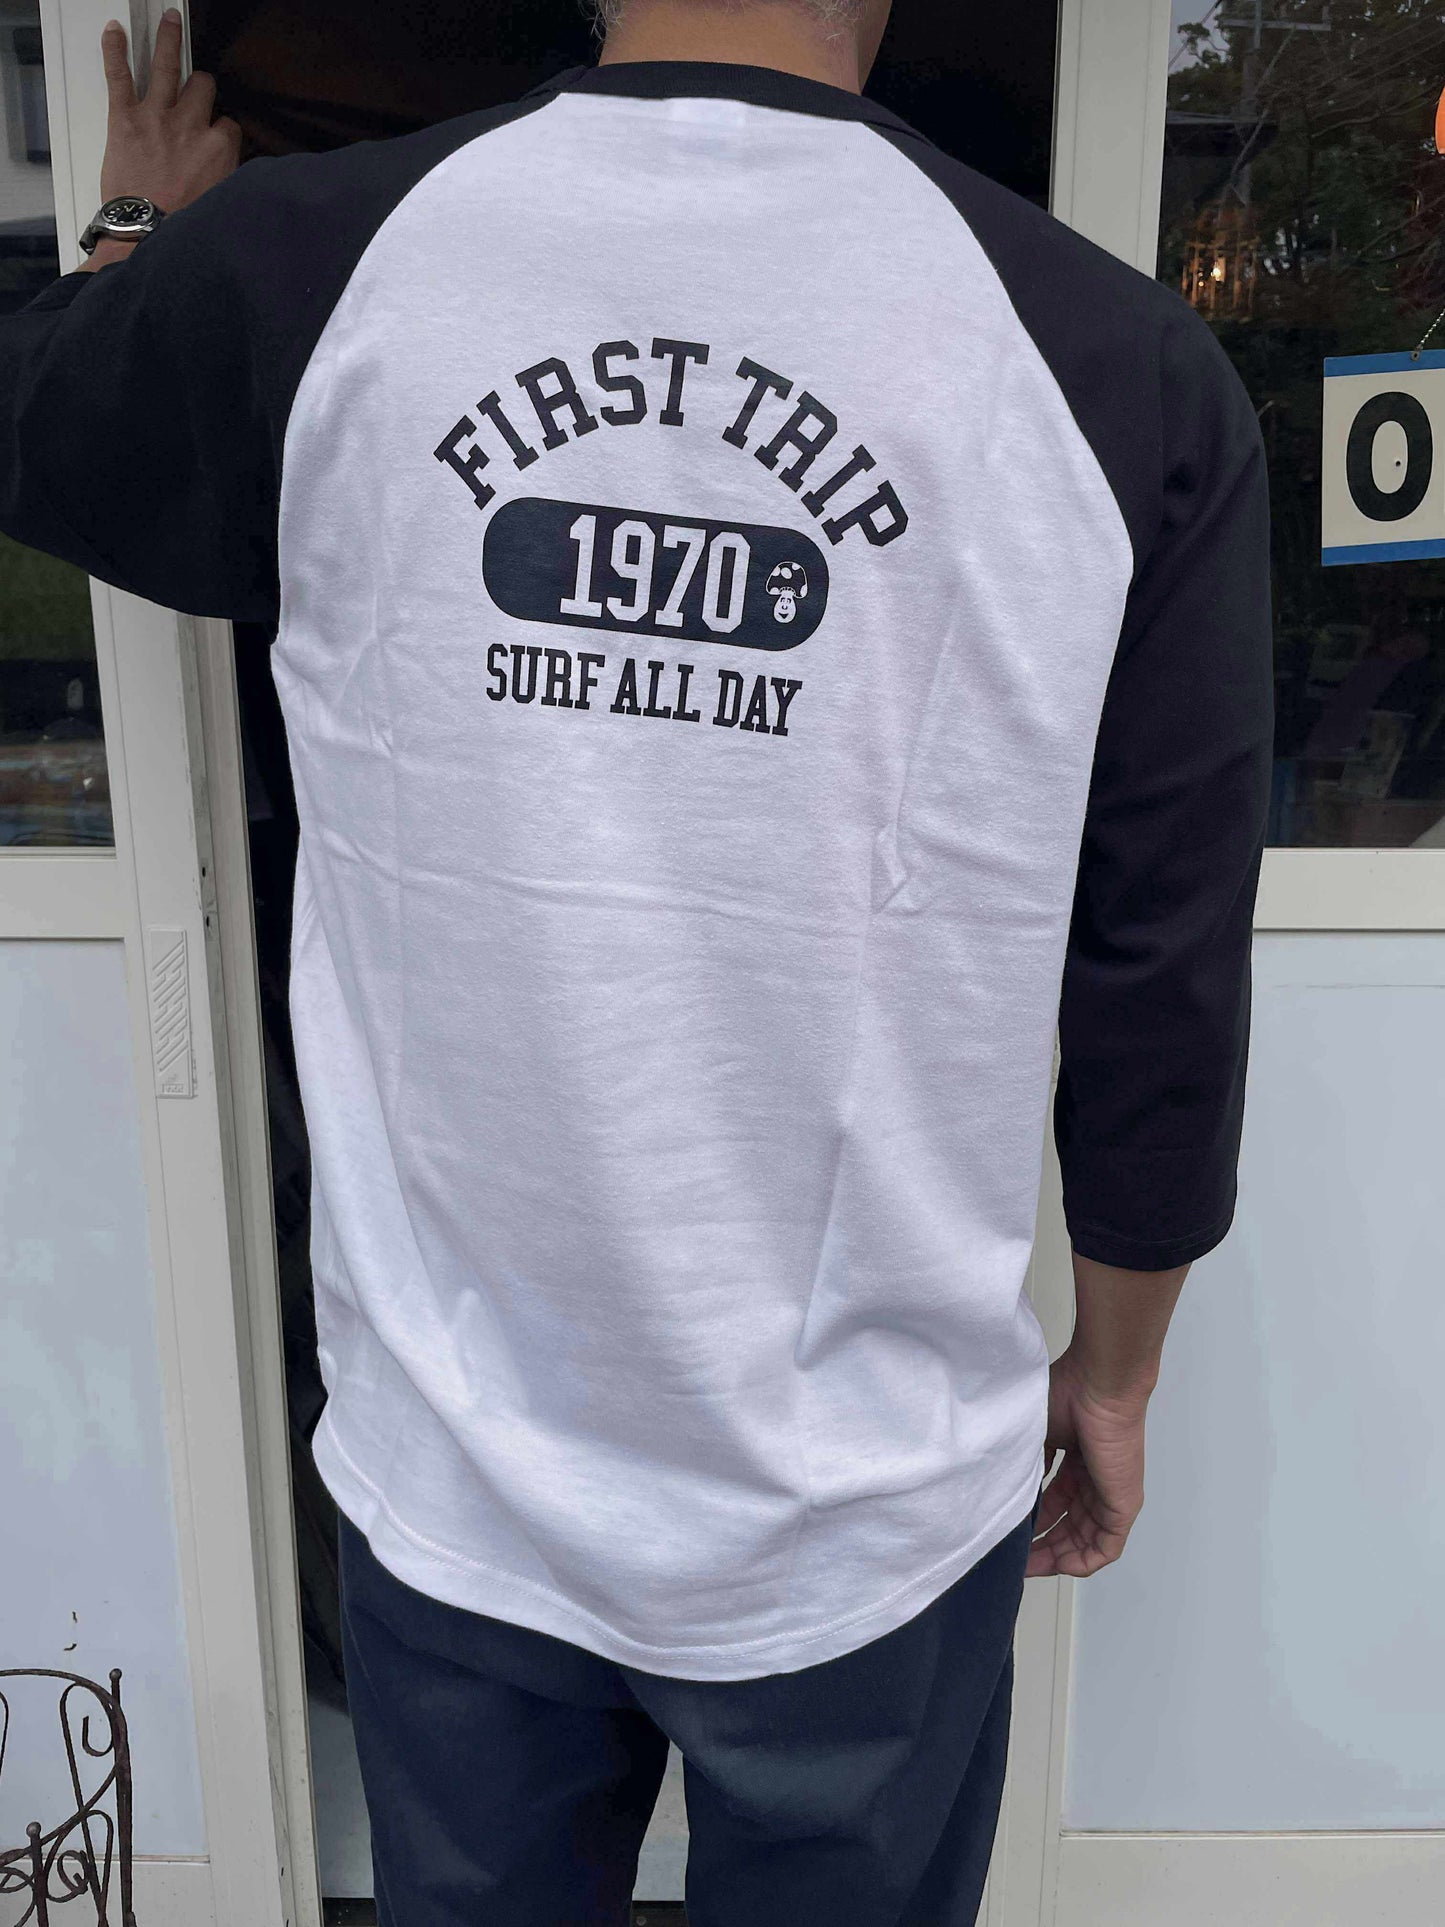 FIRST TRIP
1970
SURF ALL DAY
O